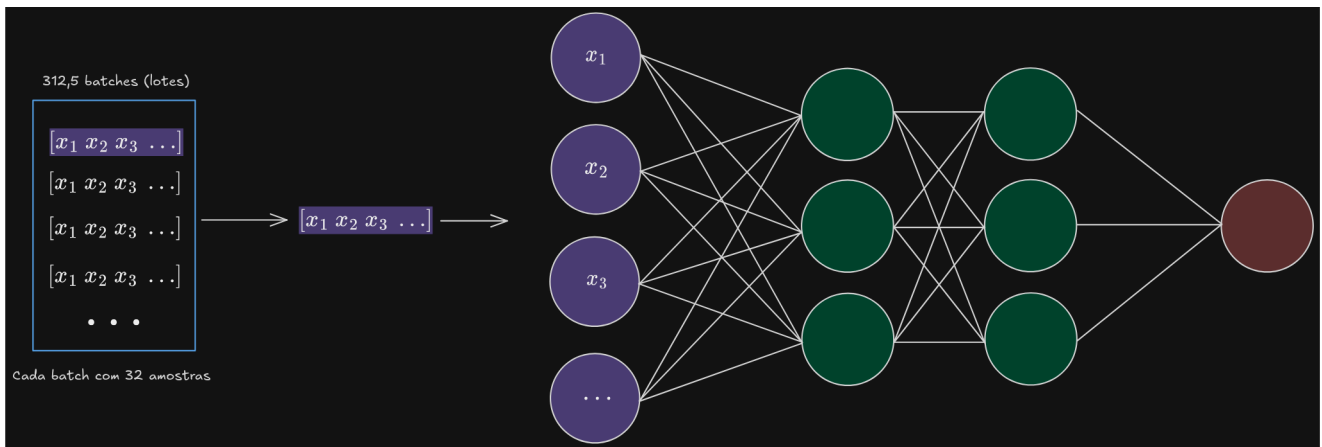 312,5 batches (lotes)
[x₁ x₂ x₃ ...]
[x₁ x₂ x₃ ...]
[x₁ x₂ x₃ ...]
[x₁ x₂ x₃ ...]
...
Cada batch com 32 amostras
[x₁ x₂ x₃ ...]
x₁
x₂
x₃
...